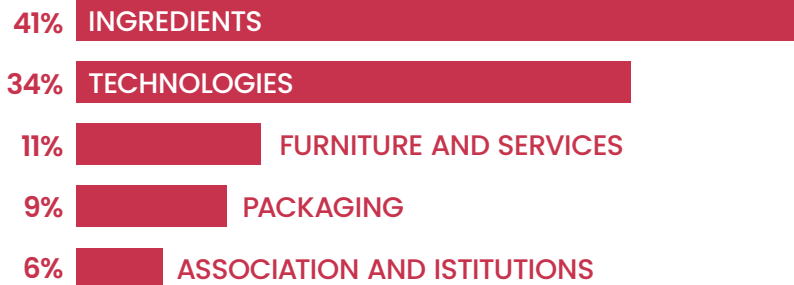 41% INGREDIENTS
34% TECHNOLOGIES
11% FURNITURE AND SERVICES
9% PACKAGING
6% ASSOCIATION AND ISTITUTIONS